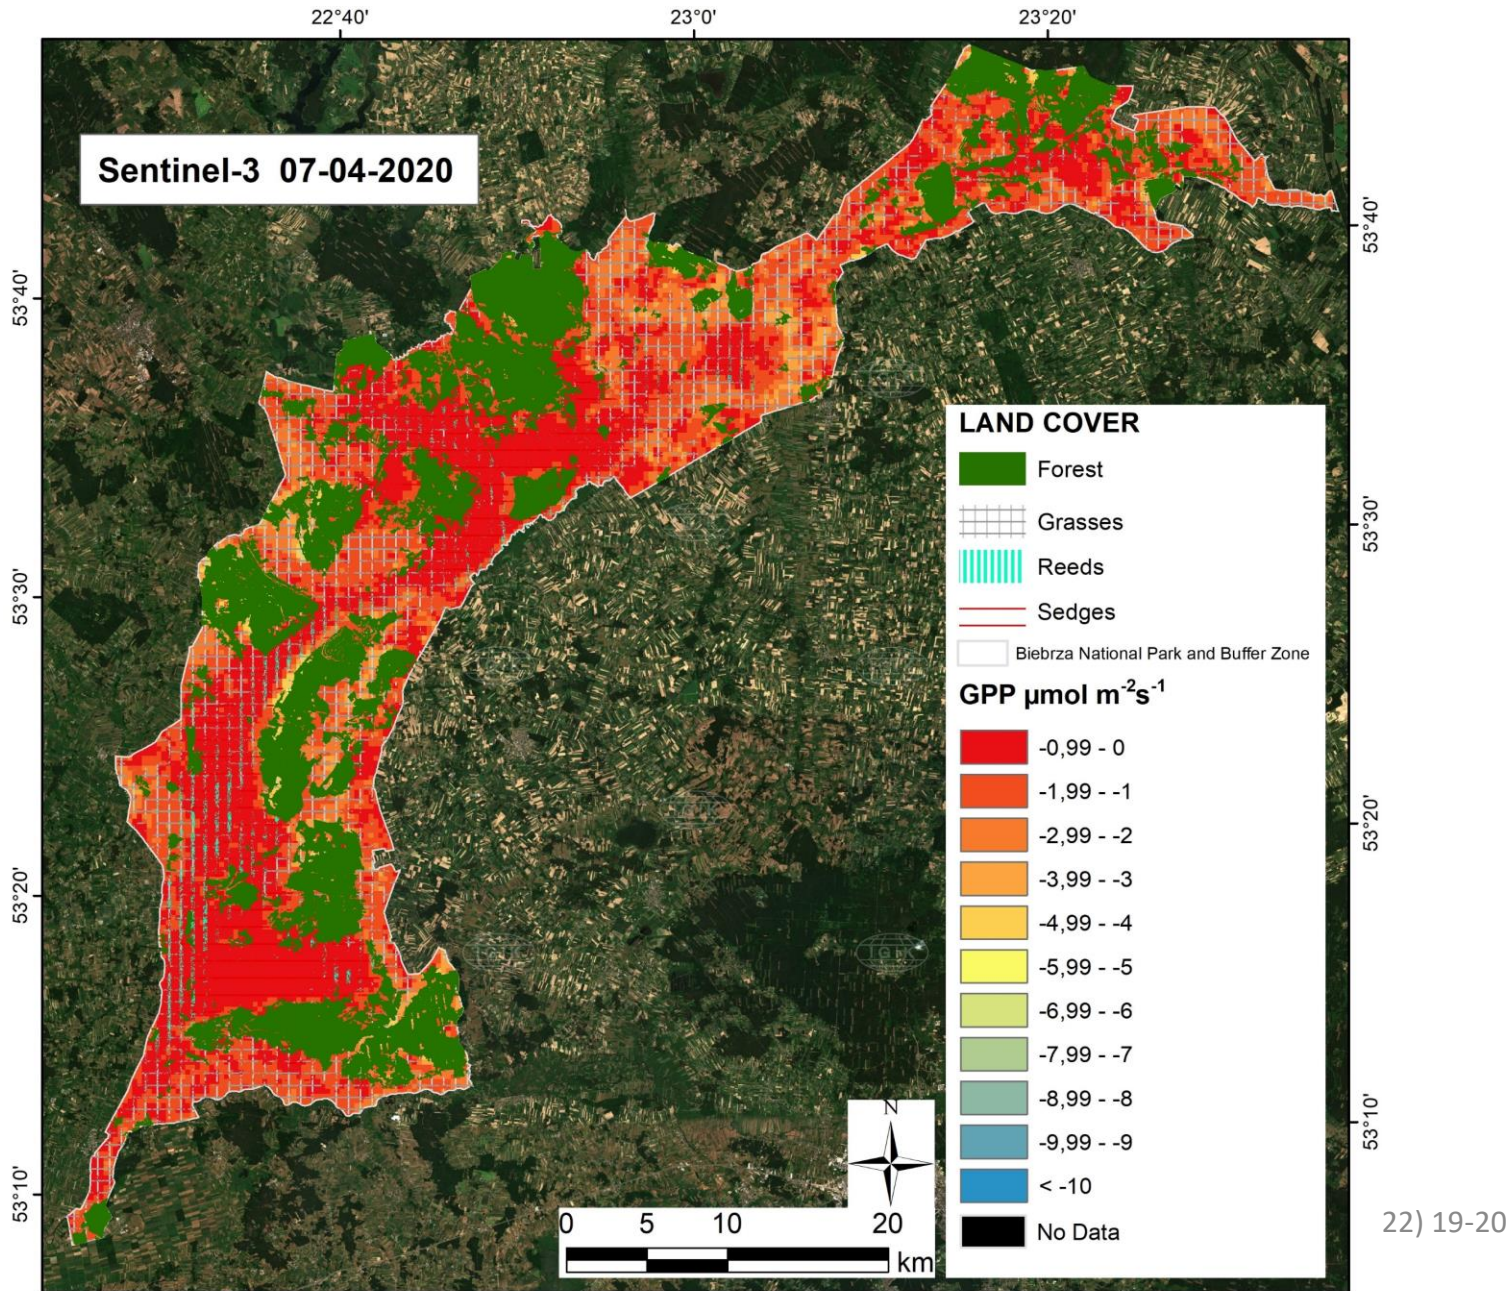 22°40' 23°0' 23°20'
Sentinel-3 07-04-2020
53°40'
53°30'
53°20'
53°10'
53°40'
53°30'
53°20'
53°10'
LAND COVER
Forest
Grasses
Reeds
Sedges
Biebrza National Park and Buffer Zone
GPP µmol m⁻²s⁻¹
-0,99 - 0
-1,99 - -1
-2,99 - -2
-3,99 - -3
-4,99 - -4
-5,99 - -5
-6,99 - -6
-7,99 - -7
-8,99 - -8
-9,99 - -9
< -10
No Data
N
0 5 10 20
km
IGIK
22) 19-20